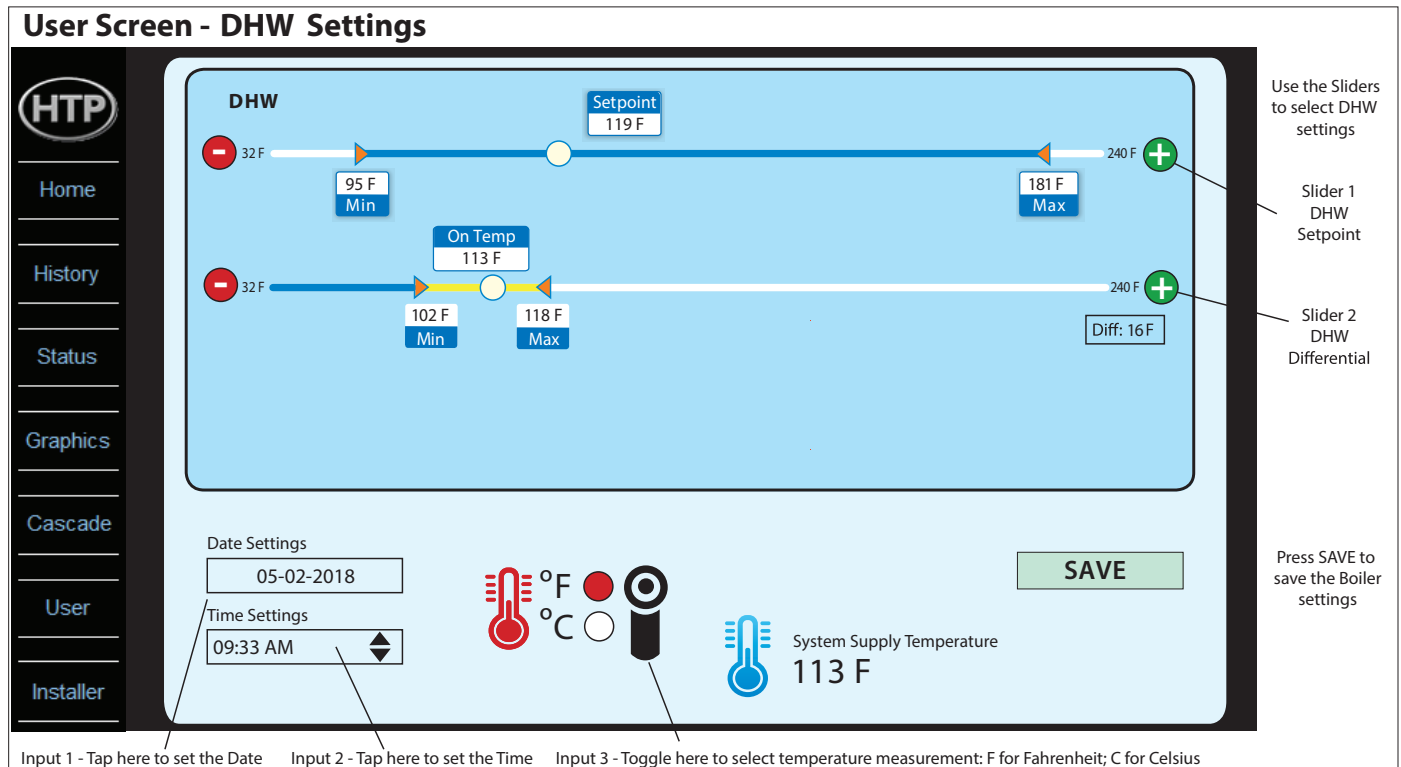 User Screen - DHW Settings
HTP
Home
History
Status
Graphics
Cascade
User
Installer
DHW
Setpoint
119 F
- 32 F
240 F +
95 F
Min
181 F
Max
On Temp
113 F
- 32 F
240 F +
102 F
Min
118 F
Max
Diff: 16 F
Use the Sliders
to select DHW
settings
Slider 1
DHW
Setpoint
Slider 2
DHW
Differential
Date Settings
05-02-2018
Time Settings
09:33 AM
°F
°C
System Supply Temperature
113 F
SAVE
Press SAVE to
save the Boiler
settings
Input 1 - Tap here to set the Date
Input 2 - Tap here to set the Time
Input 3 - Toggle here to select temperature measurement: F for Fahrenheit; C for Celsius